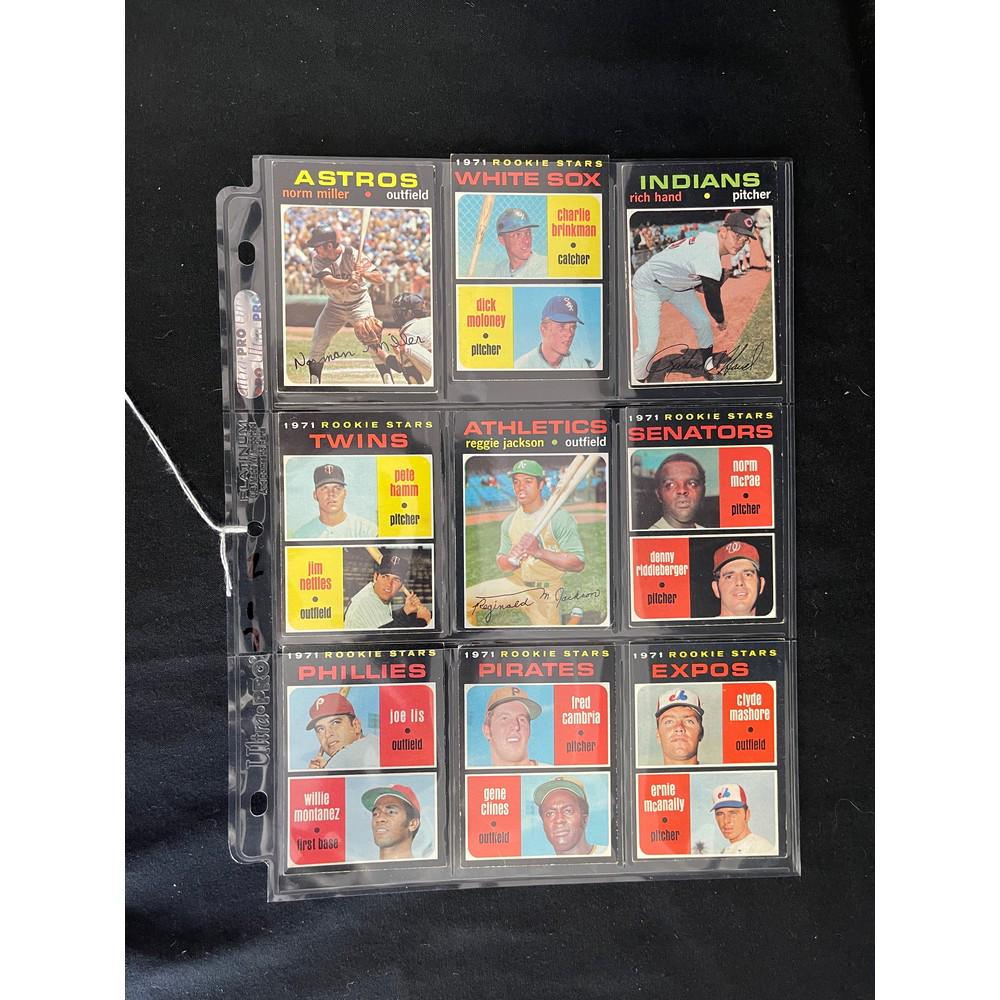 ASTROS
norm miller • outfield
Norman Miller
1971 ROOKIE STARS
WHITE SOX
charlie
brinkman
•
catcher
dick
moloney
•
pitcher
INDIANS
rich hand • pitcher
1971 ROOKIE STARS
TWINS
pete
hamm
•
pitcher
jim
nettles
•
outfield
ATHLETICS
reggie jackson • outfield
Reginald M. Jackson
1971 ROOKIE STARS
SENATORS
norm
mcrae
•
pitcher
denny
riddleberger
•
pitcher
1971 ROOKIE STARS
PHILLIES
joe lis
•
outfield
willie
montanez
•
first base
1971 ROOKIE STARS
PIRATES
fred
cambria
•
pitcher
gene
clines
•
outfield
1971 ROOKIE STARS
EXPOS
clyde
mashore
•
outfield
ernie
mcanally
•
pitcher
Ultra PRO
PLATINUM
Ultra•PRO